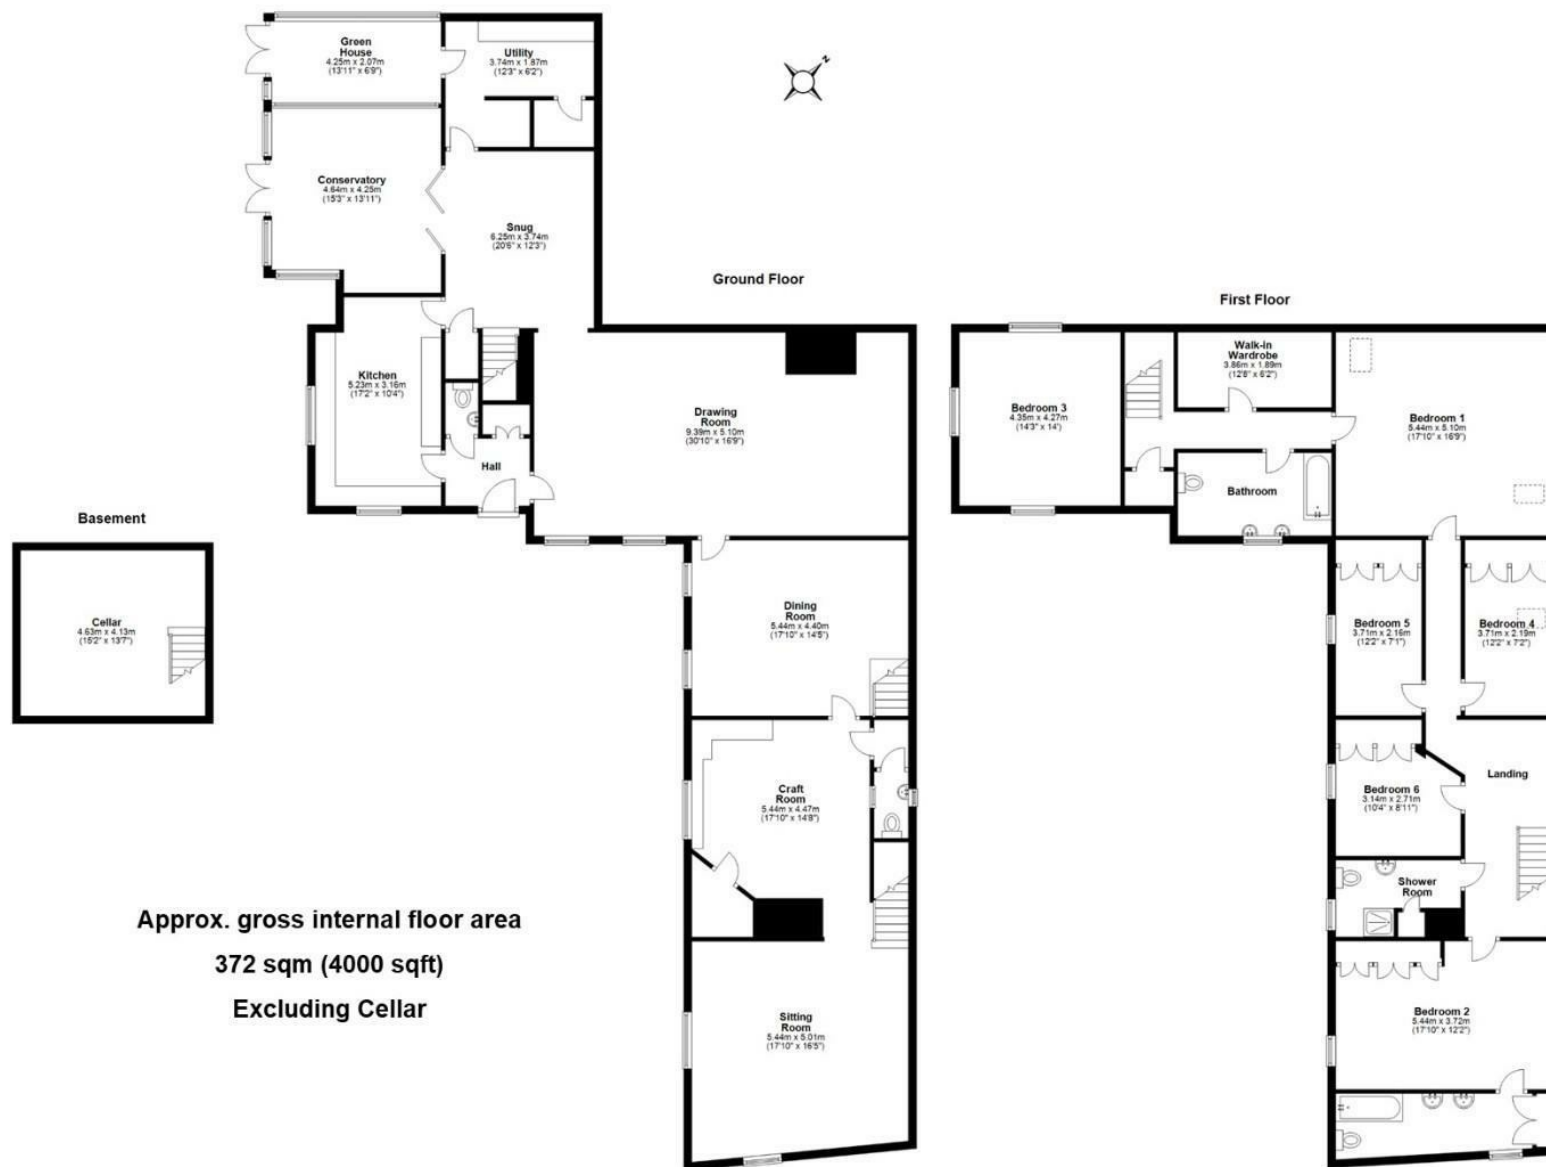 Green
House
4.25m x 2.07m
(13'11" x 6'9")
Utility
3.74m x 1.87m
(12'3" x 6'2")
N
Conservatory
4.64m x 4.25m
(15'3" x 13'11")
Snug
6.25m x 3.74m
(20'6" x 12'3")
Ground Floor
Kitchen
5.23m x 3.16m
(17'2" x 10'4")
Hall
Drawing
Room
9.39m x 5.10m
(30'10" x 16'9")
Dining
Room
5.44m x 4.40m
(17'10" x 14'5")
Craft
Room
5.44m x 4.47m
(17'10" x 14'8")
Sitting
Room
5.44m x 5.01m
(17'10" x 16'5")
Basement
Cellar
4.63m x 4.13m
(15'2" x 13'7")
First Floor
Bedroom 3
4.35m x 4.27m
(14'3" x 14')
Walk-in
Wardrobe
3.86m x 1.89m
(12'8" x 6'2")
Bedroom 1
5.44m x 5.10m
(17'10" x 16'9")
Bathroom
Bedroom 5
3.71m x 2.16m
(12'2" x 7'1")
Bedroom 4
3.71m x 2.19m
(12'2" x 7'2")
Bedroom 6
3.14m x 2.71m
(10'4" x 8'11")
Landing
Shower
Room
Bedroom 2
5.44m x 3.72m
(17'10" x 12'2")
Approx. gross internal floor area
372 sqm (4000 sqft)
Excluding Cellar